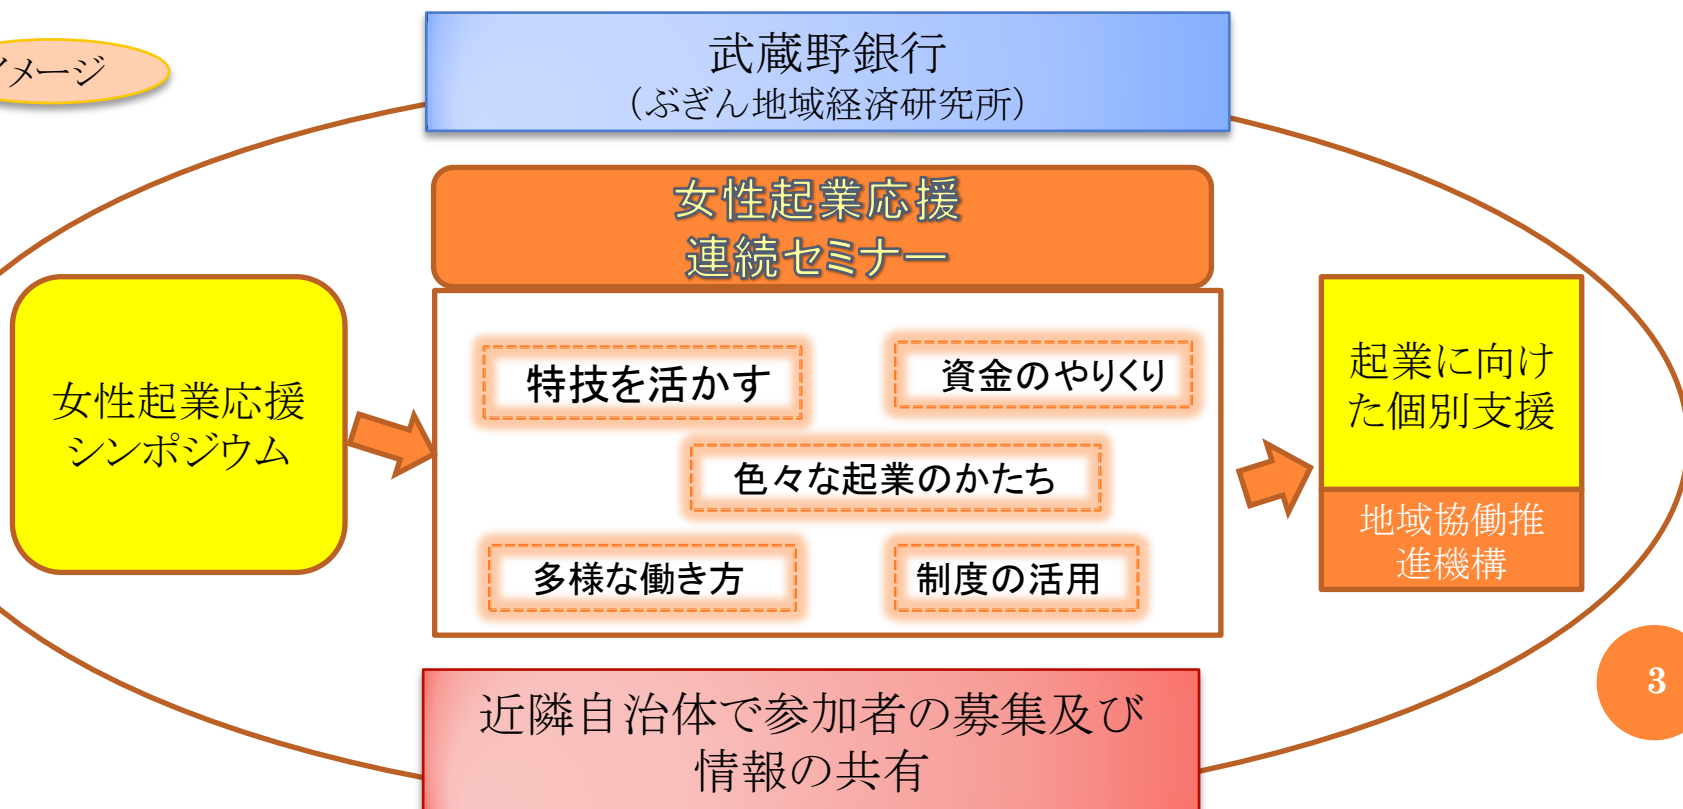 イメージ
武蔵野銀行
（ぶぎん地域経済研究所）
女性起業応援
連続セミナー
女性起業応援
シンポジウム
特技を活かす
資金のやりくり
色々な起業のかたち
多様な働き方
制度の活用
起業に向け
た個別支援
地域協働推
進機構
近隣自治体で参加者の募集及び
情報の共有
3